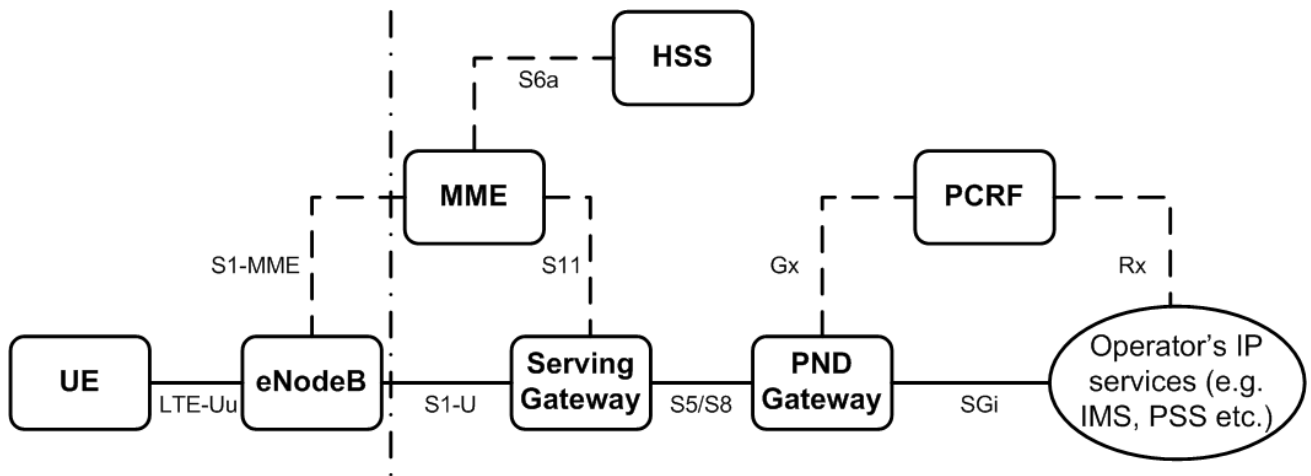 HSS
S6a
MME
PCRF
S1-MME
S11
Gx
Rx
UE
LTE-Uu
eNodeB
S1-U
Serving
Gateway
S5/S8
PND
Gateway
SGi
Operator's IP
services (e.g.
IMS, PSS etc.)